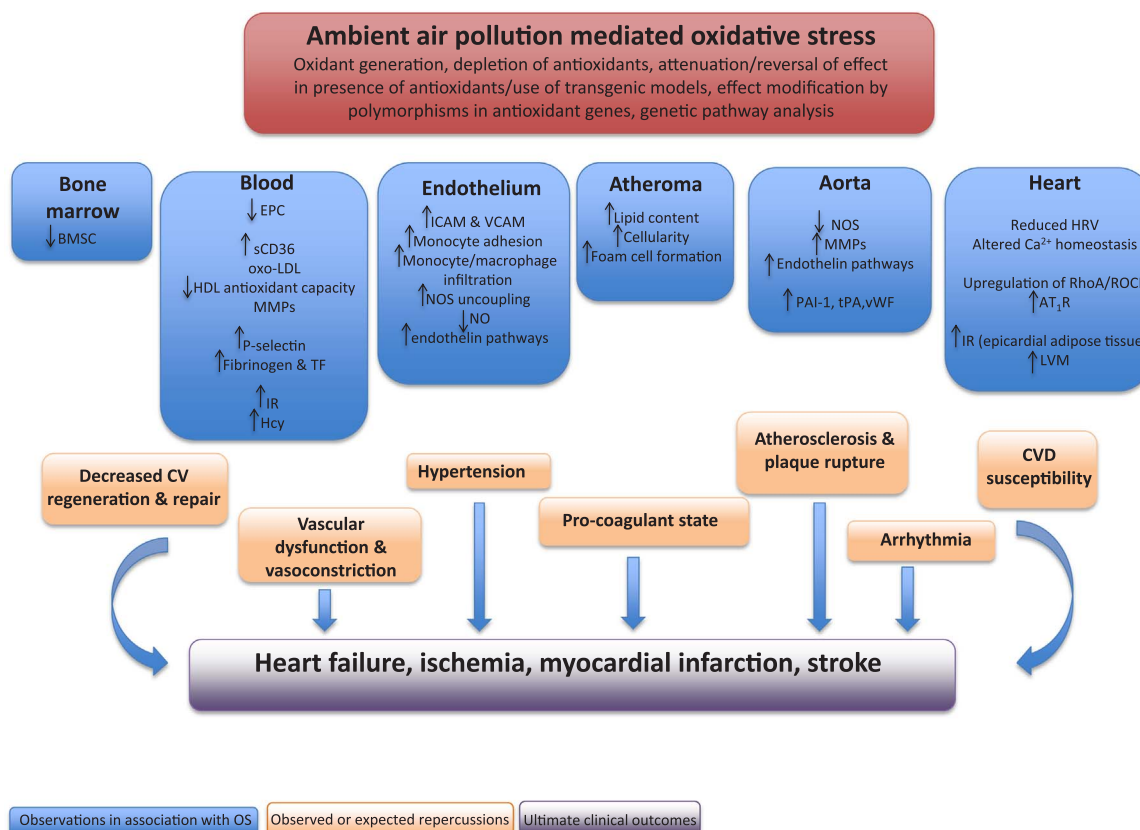 Ambient air pollution mediated oxidative stress
Oxidant generation, depletion of antioxidants, attenuation/reversal of effect
in presence of antioxidants/use of transgenic models, effect modification by
polymorphisms in antioxidant genes, genetic pathway analysis
Bone
marrow
↓ BMSC
Blood
↓ EPC
↑ sCD36
oxo-LDL
↓ HDL antioxidant capacity
MMPs
↑ P-selectin
↑ Fibrinogen & TF
↑ IR
↑ Hcy
Endothelium
↑ ICAM & VCAM
↑ Monocyte adhesion
↑ Monocyte/macrophage
infiltration
↑ NOS uncoupling
↓ NO
↑ endothelin pathways
Atheroma
↑ Lipid content
↑ Cellularity
↑ Foam cell formation
Aorta
↓ NOS
↑ MMPs
↑ Endothelin pathways
↑ PAI-1, tPA,vWF
Heart
Reduced HRV
Altered Ca²⁺ homeostasis
Upregulation of RhoA/ROC
↑ AT₁R
↑ IR (epicardial adipose tissue
↑ LVM
Decreased CV
regeneration & repair
Vascular
dysfunction &
vasoconstriction
Hypertension
Pro-coagulant state
Atherosclerosis &
plaque rupture
Arrhythmia
CVD
susceptibility
Heart failure, ischemia, myocardial infarction, stroke
Observations in association with OS
Observed or expected repercussions
Ultimate clinical outcomes